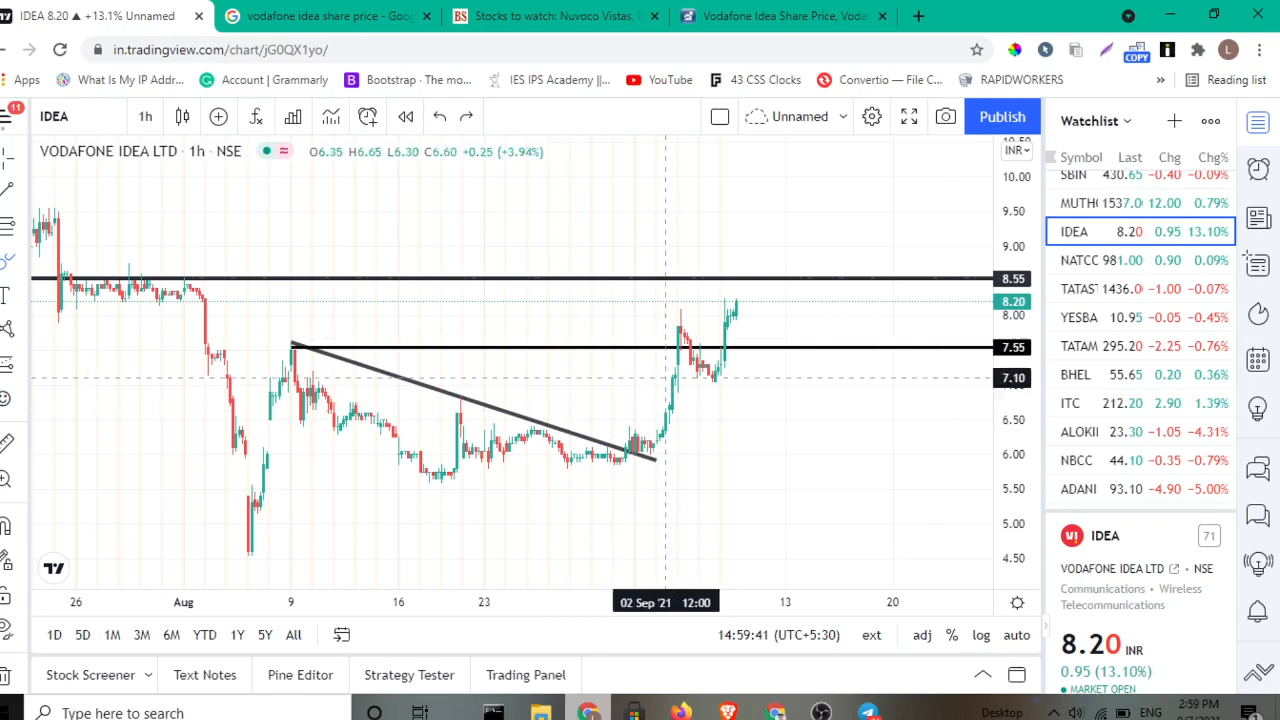 IDEA 8.20 ▲ +13.1% Unnamed
vodafone idea share price - Goo
Stocks to watch: Nuvoco Vistas,
Vodafone Idea Share Price, Voda
in.tradingview.com/chart/jG0QX1yo/
COPY
L
Apps
What Is My IP Addr...
Account | Grammarly
Bootstrap · The mo...
IES IPS Academy ||...
YouTube
43 CSS Clocks
Convertio — File C...
RAPIDWORKERS
»
Reading list
11
IDEA
1h
Unnamed
Publish
Watchlist
VODAFONE IDEA LTD · 1h · NSE
O6.35 H6.65 L6.30 C6.60 +0.25 (+3.94%)
INR
10.50
10.00
9.50
9.00
8.55
8.20
8.00
7.55
7.10
6.50
6.00
5.50
5.00
4.50
Symbol Last Chg Chg%
SBIN 430.65 −0.40 −0.09%
MUTH 1537.0 12.00 0.79%
IDEA 8.20 0.95 13.10%
NATCC 981.00 0.90 0.09%
TATAST 1436.0 −1.00 −0.07%
YESBA 10.95 −0.05 −0.45%
TATAM 295.20 −2.25 −0.76%
BHEL 55.65 0.20 0.36%
ITC 212.20 2.90 1.39%
ALOKII 23.30 −1.05 −4.31%
NBCC 44.10 −0.35 −0.79%
ADANI 93.10 −4.90 −5.00%
IDEA
71
VODAFONE IDEA LTD · NSE
Communications · Wireless
Telecommunications
8.20 INR
0.95 (13.10%)
MARKET OPEN
26 Aug 9 16 23 02 Sep '21 12:00 13 20
1D 5D 1M 3M 6M YTD 1Y 5Y All
14:59:41 (UTC+5:30) ext adj % log auto
Stock Screener Text Notes Pine Editor Strategy Tester Trading Panel
Type here to search
Desktop
ENG
2:59 PM